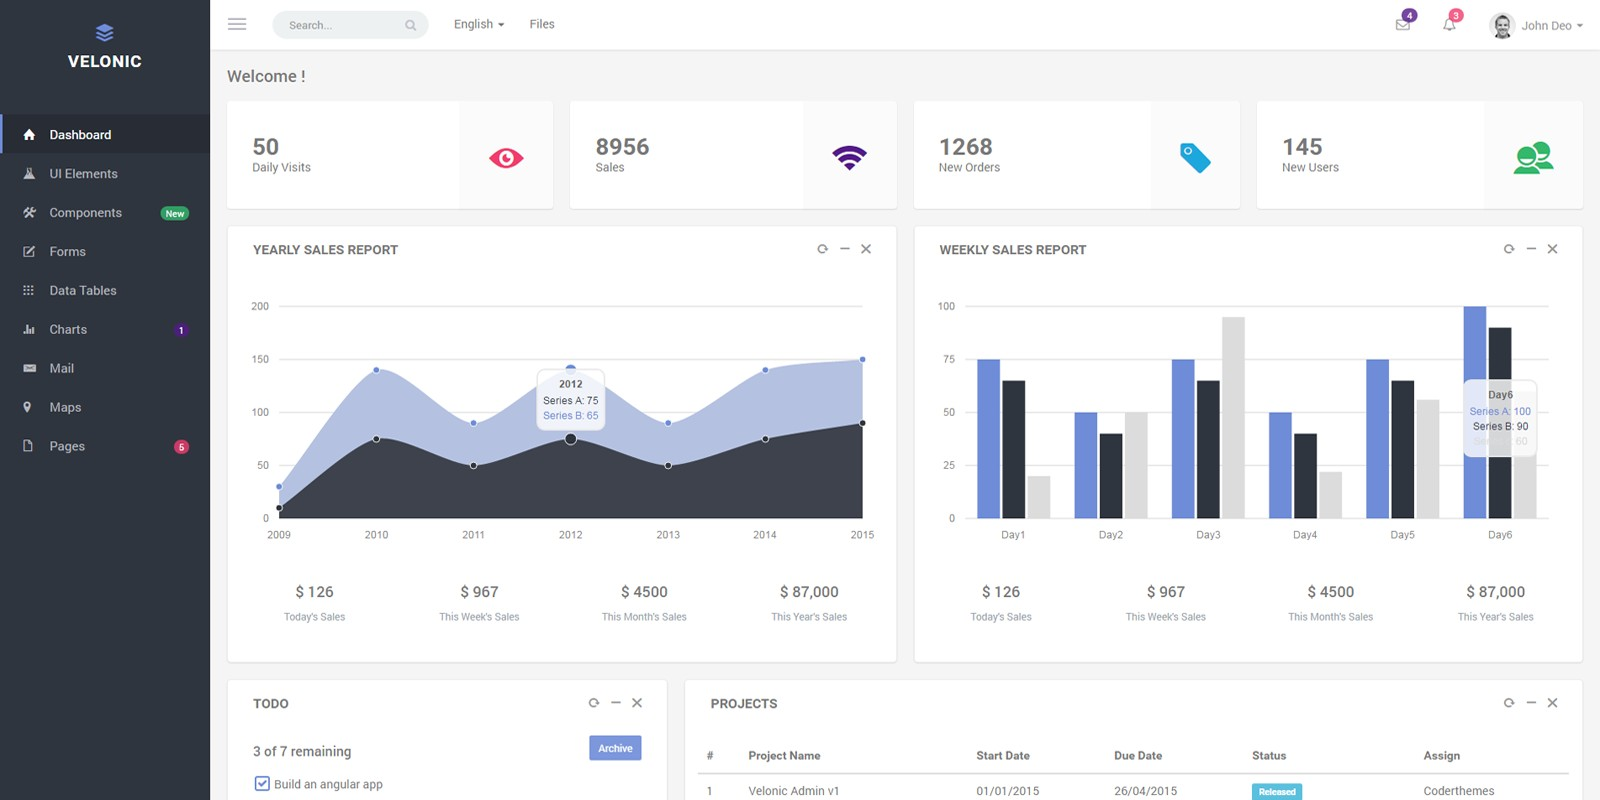 VELONIC
Dashboard
UI Elements
Components New
Forms
Data Tables
Charts 1
Mail
Maps
Pages 5
Search...
English
Files
4
3
John Deo
Welcome !
50
Daily Visits
8956
Sales
1268
New Orders
145
New Users
YEARLY SALES REPORT
200
150
100
50
0
2009 2010 2011 2012 2013 2014 2015
2012
Series A: 75
Series B: 65
$ 126
Today's Sales
$ 967
This Week's Sales
$ 4500
This Month's Sales
$ 87,000
This Year's Sales
WEEKLY SALES REPORT
100
75
50
25
0
Day1 Day2 Day3 Day4 Day5 Day6
Day6
Series A: 100
Series B: 90
60
$ 126
Today's Sales
$ 967
This Week's Sales
$ 4500
This Month's Sales
$ 87,000
This Year's Sales
TODO
3 of 7 remaining
Archive
Build an angular app
PROJECTS
# Project Name Start Date Due Date Status Assign
1 Velonic Admin v1 01/01/2015 26/04/2015 Released Coderthemes